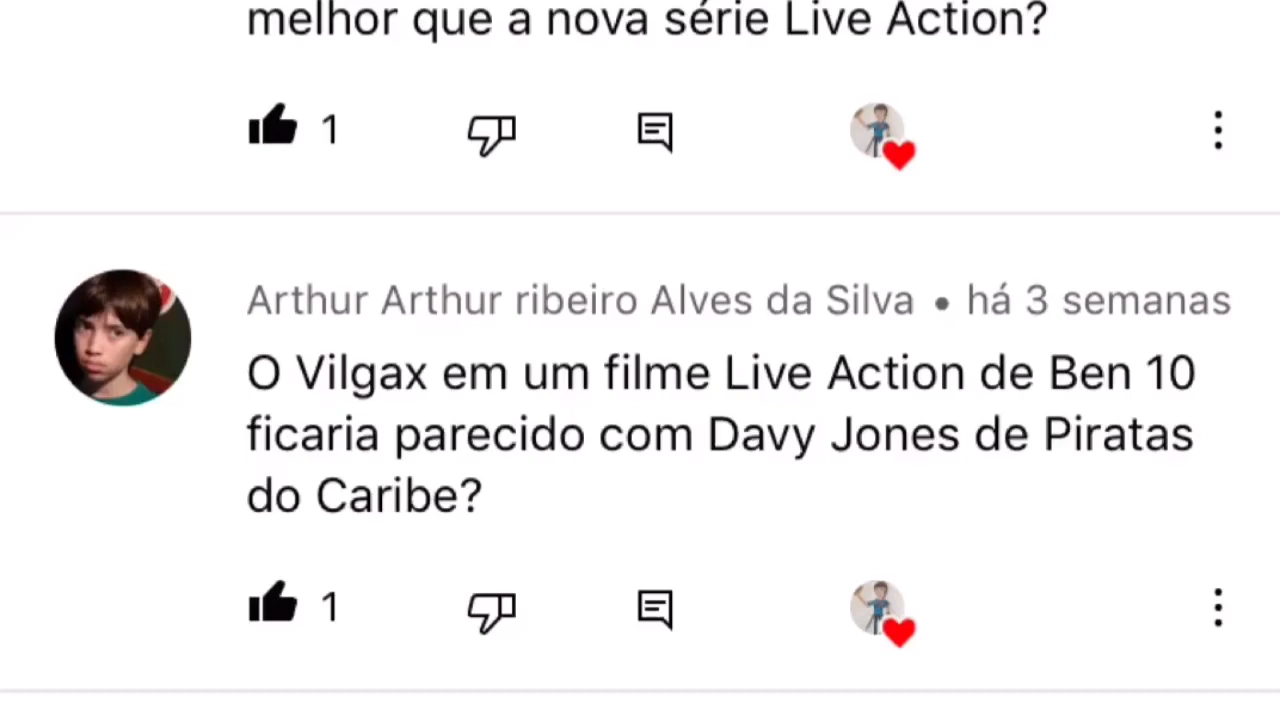 melhor que a nova série Live Action?
1
Arthur Arthur ribeiro Alves da Silva • há 3 semanas
O Vilgax em um filme Live Action de Ben 10
ficaria parecido com Davy Jones de Piratas
do Caribe?
1